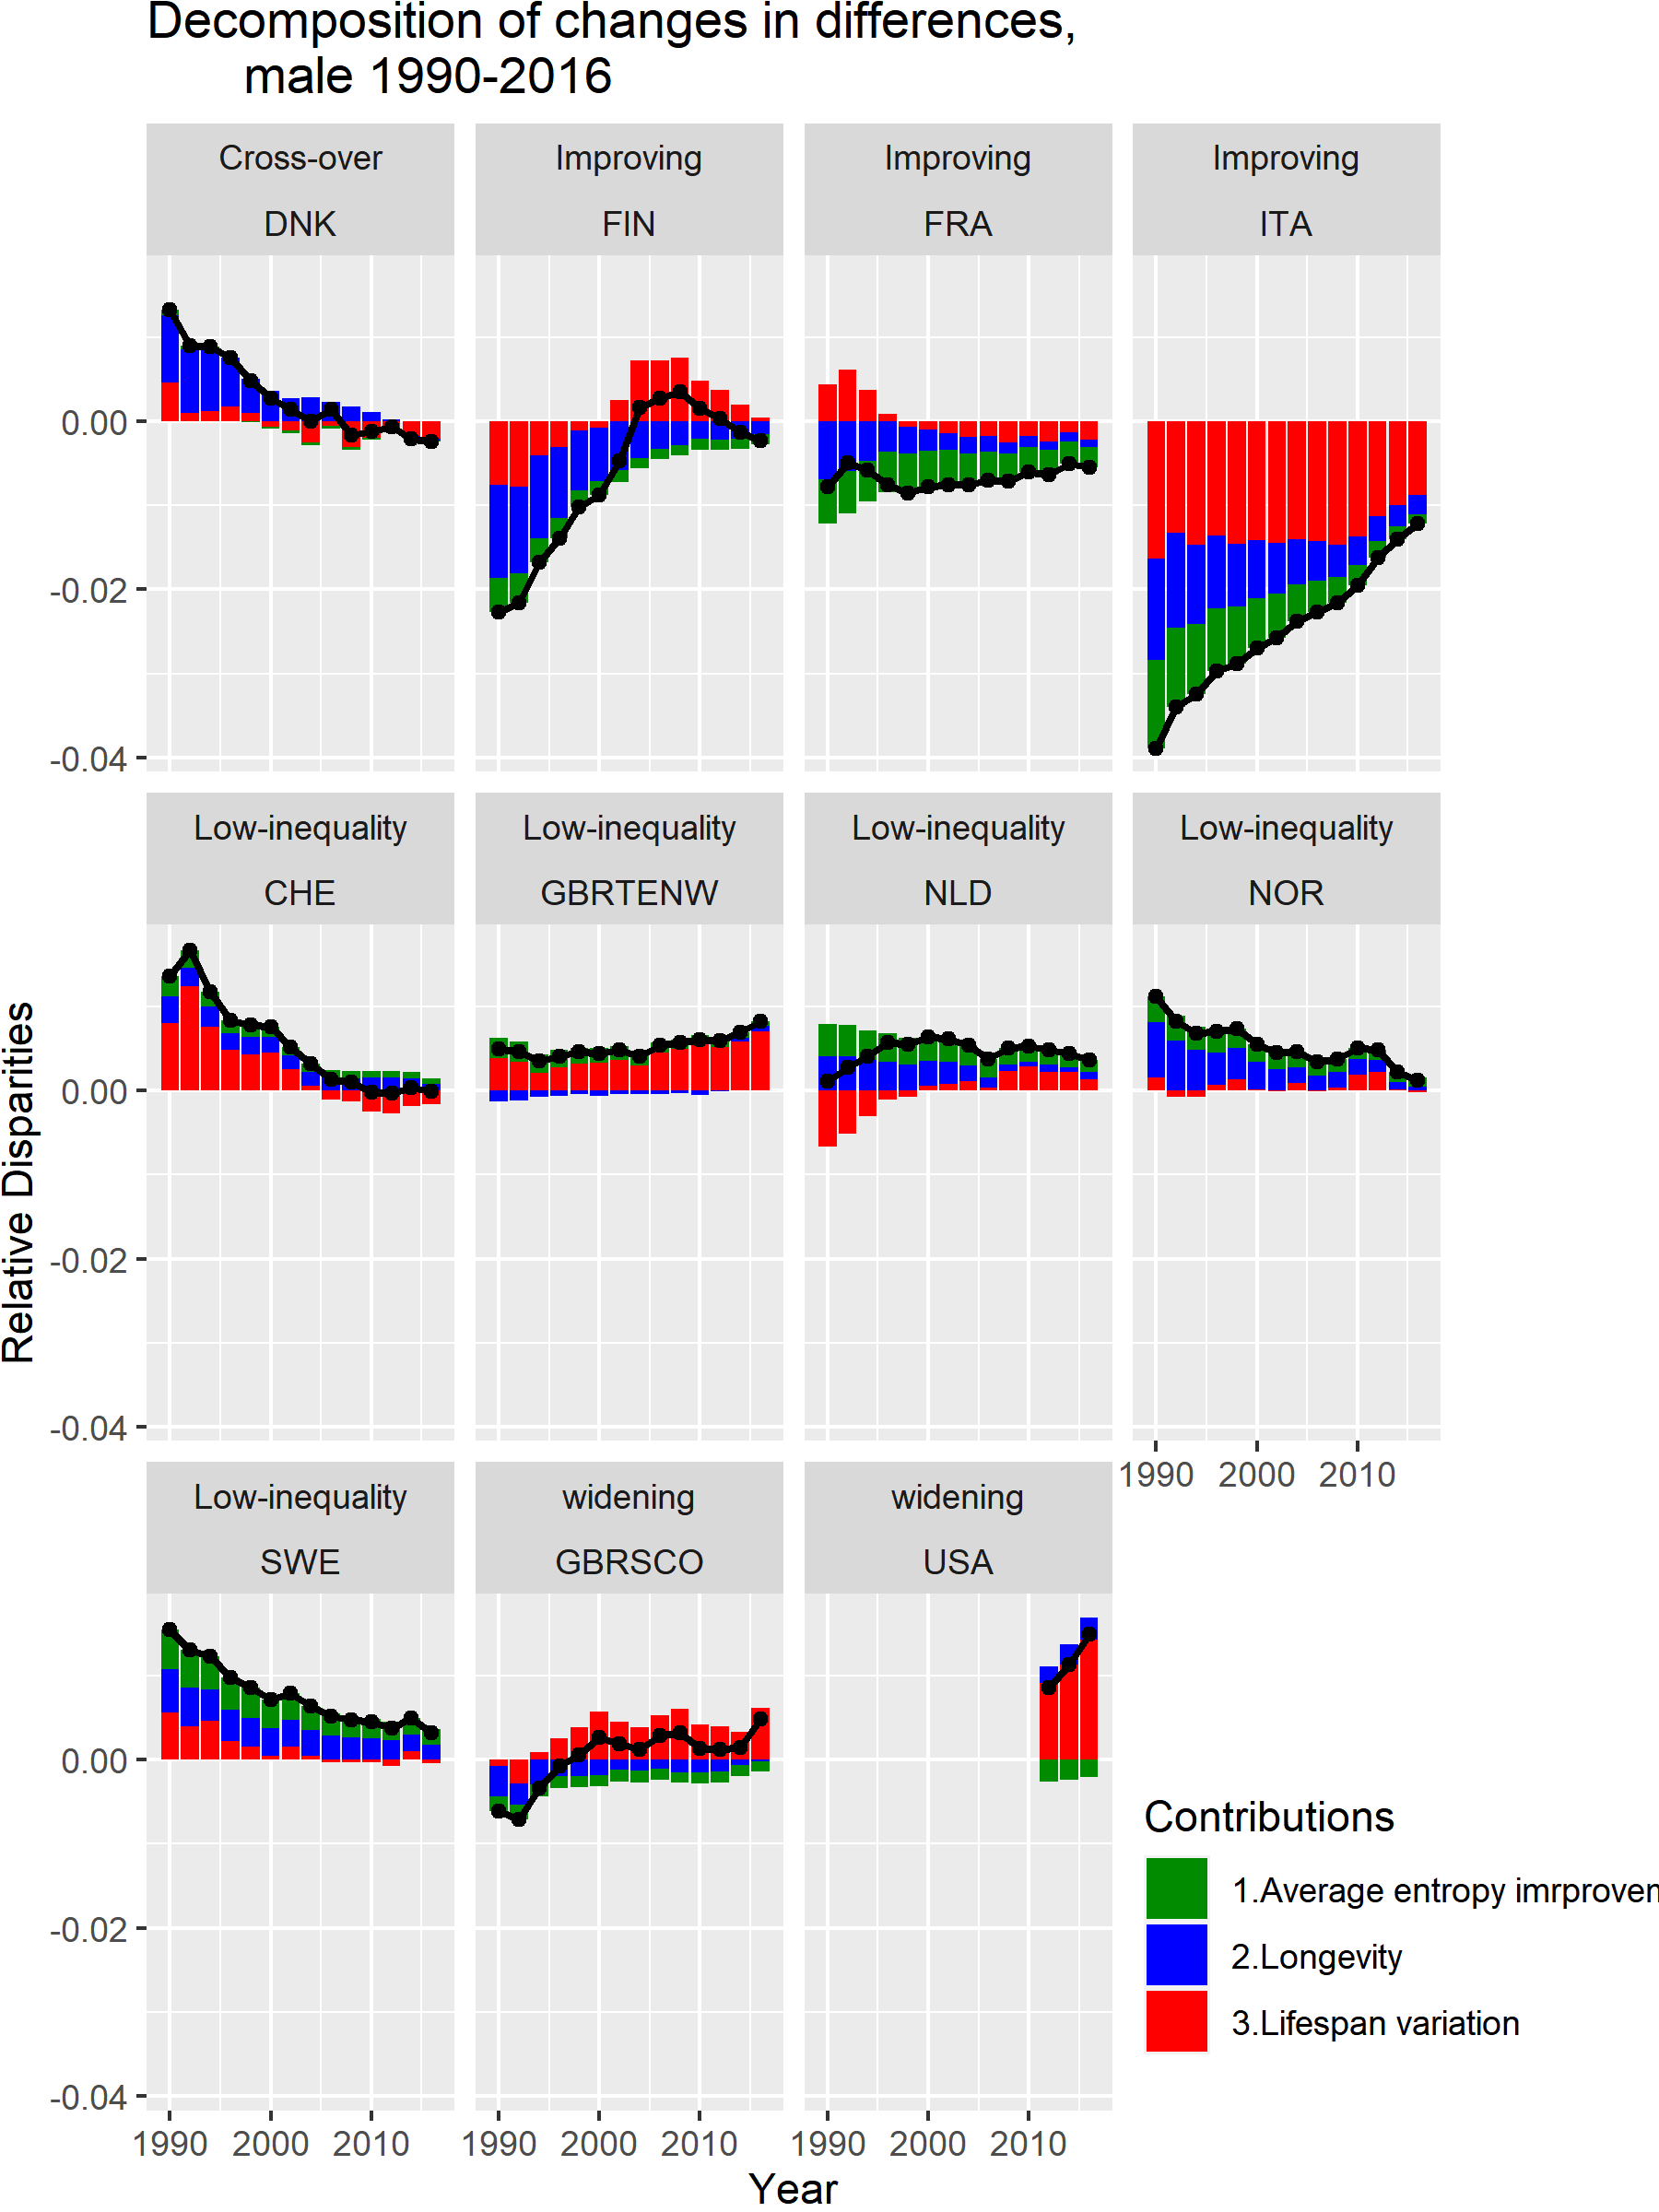 Decomposition of changes in differences,
male 1990-2016
Cross-over
DNK
Improving
FIN
Improving
FRA
Improving
ITA
0.00
-0.02
-0.04
Low-inequality
CHE
Low-inequality
GBRTENW
Low-inequality
NLD
Low-inequality
NOR
0.00
-0.02
-0.04
1990 2000 2010
Low-inequality
SWE
widening
GBRSCO
widening
USA
0.00
-0.02
-0.04
1990 2000 2010
1990 2000 2010
1990 2000 2010
Year
Relative Disparities
Contributions
1.Average entropy imrproven
2.Longevity
3.Lifespan variation